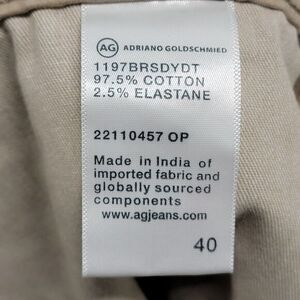 AG ADRIANO GOLDSCHMIED
1197BRSDYDT
97.5% COTTON
2.5% ELASTANE
22110457 OP
Made in India of
imported fabric and
globally sourced
components
www.agjeans.com
40